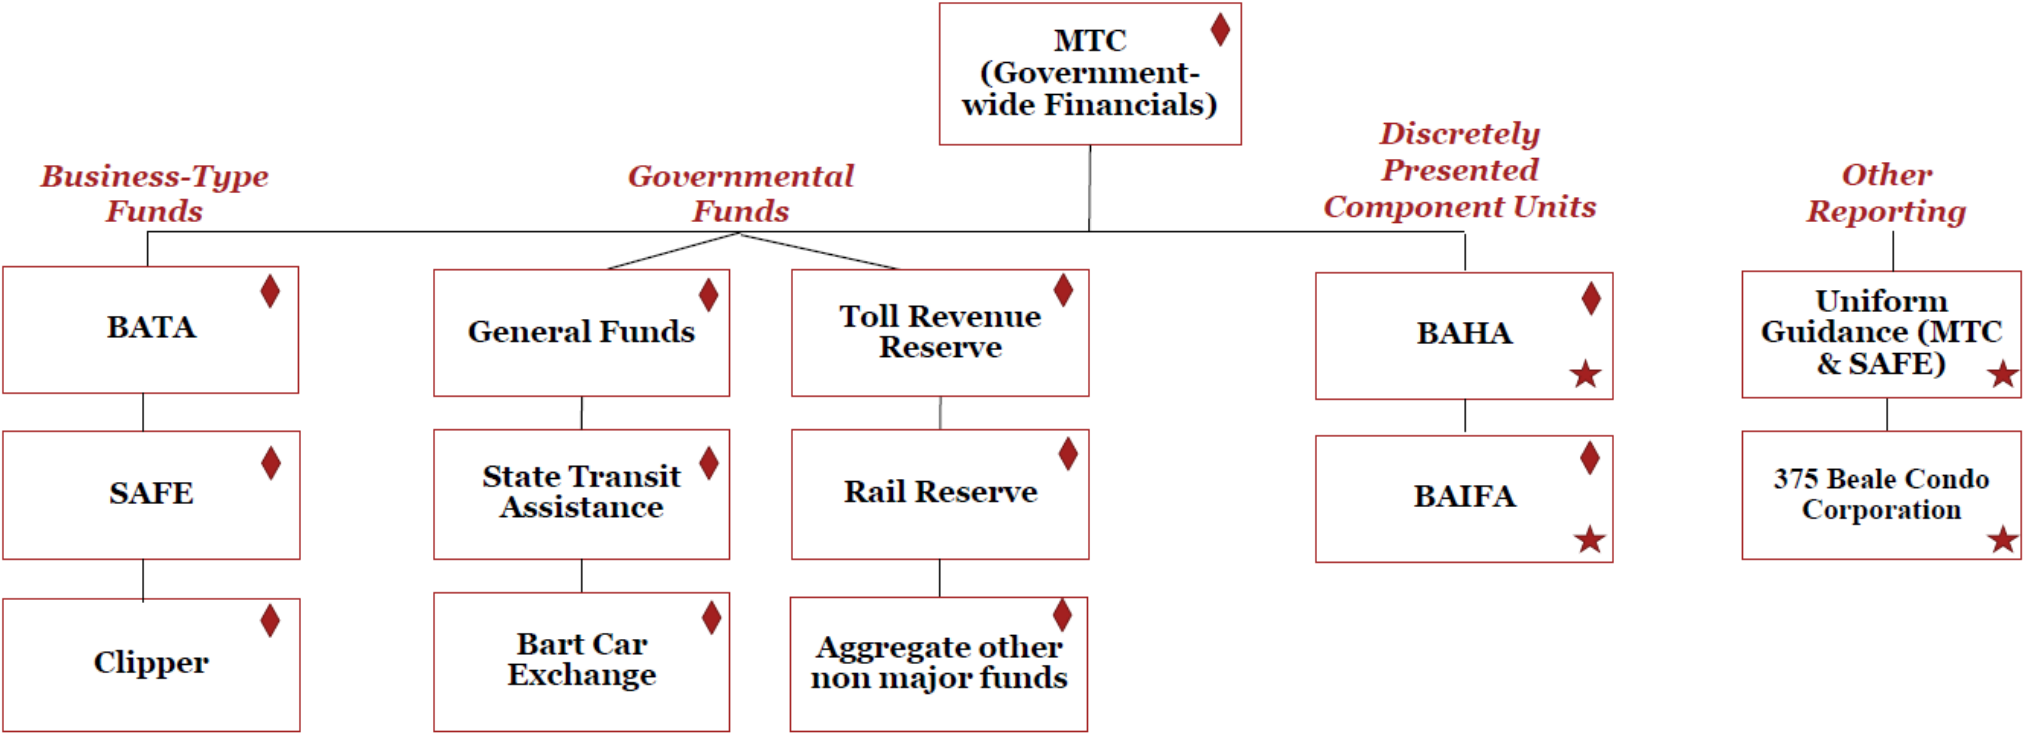 MTC
(Government-
wide Financials)
Business-Type
Funds
Governmental
Funds
Discretely
Presented
Component Units
Other
Reporting
BATA
General Funds
Toll Revenue
Reserve
BAHA
Uniform
Guidance (MTC
& SAFE)
SAFE
State Transit
Assistance
Rail Reserve
BAIFA
375 Beale Condo
Corporation
Clipper
Bart Car
Exchange
Aggregate other
non major funds